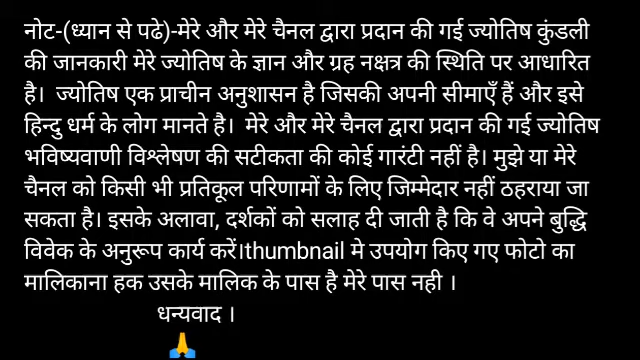 नोट-(ध्यान से पढे)-मेरे और मेरे चैनल द्वारा प्रदान की गई ज्योतिष कुंडली
की जानकारी मेरे ज्योतिष के ज्ञान और ग्रह नक्षत्र की स्थिति पर आधारित
है। ज्योतिष एक प्राचीन अनुशासन है जिसकी अपनी सीमाएँ हैं और इसे
हिन्दु धर्म के लोग मानते है। मेरे और मेरे चैनल द्वारा प्रदान की गई ज्योतिष
भविष्यवाणी विश्लेषण की सटीकता की कोई गारंटी नहीं है। मुझे या मेरे
चैनल को किसी भी प्रतिकूल परिणामों के लिए जिम्मेदार नहीं ठहराया जा
सकता है। इसके अलावा, दर्शकों को सलाह दी जाती है कि वे अपने बुद्धि
विवेक के अनुरूप कार्य करें।thumbnail मे उपयोग किए गए फोटो का
मालिकाना हक उसके मालिक के पास है मेरे पास नही ।
धन्यवाद ।
🙏